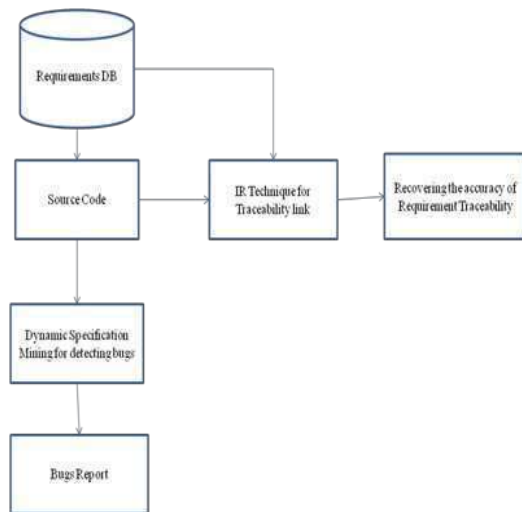 Requirements DB
Source Code
IR Technique for
Traceability link
Recovering the accuracy of
Requirement Traceability
Dynamic Specification
Mining for detecting bugs
Bugs Report